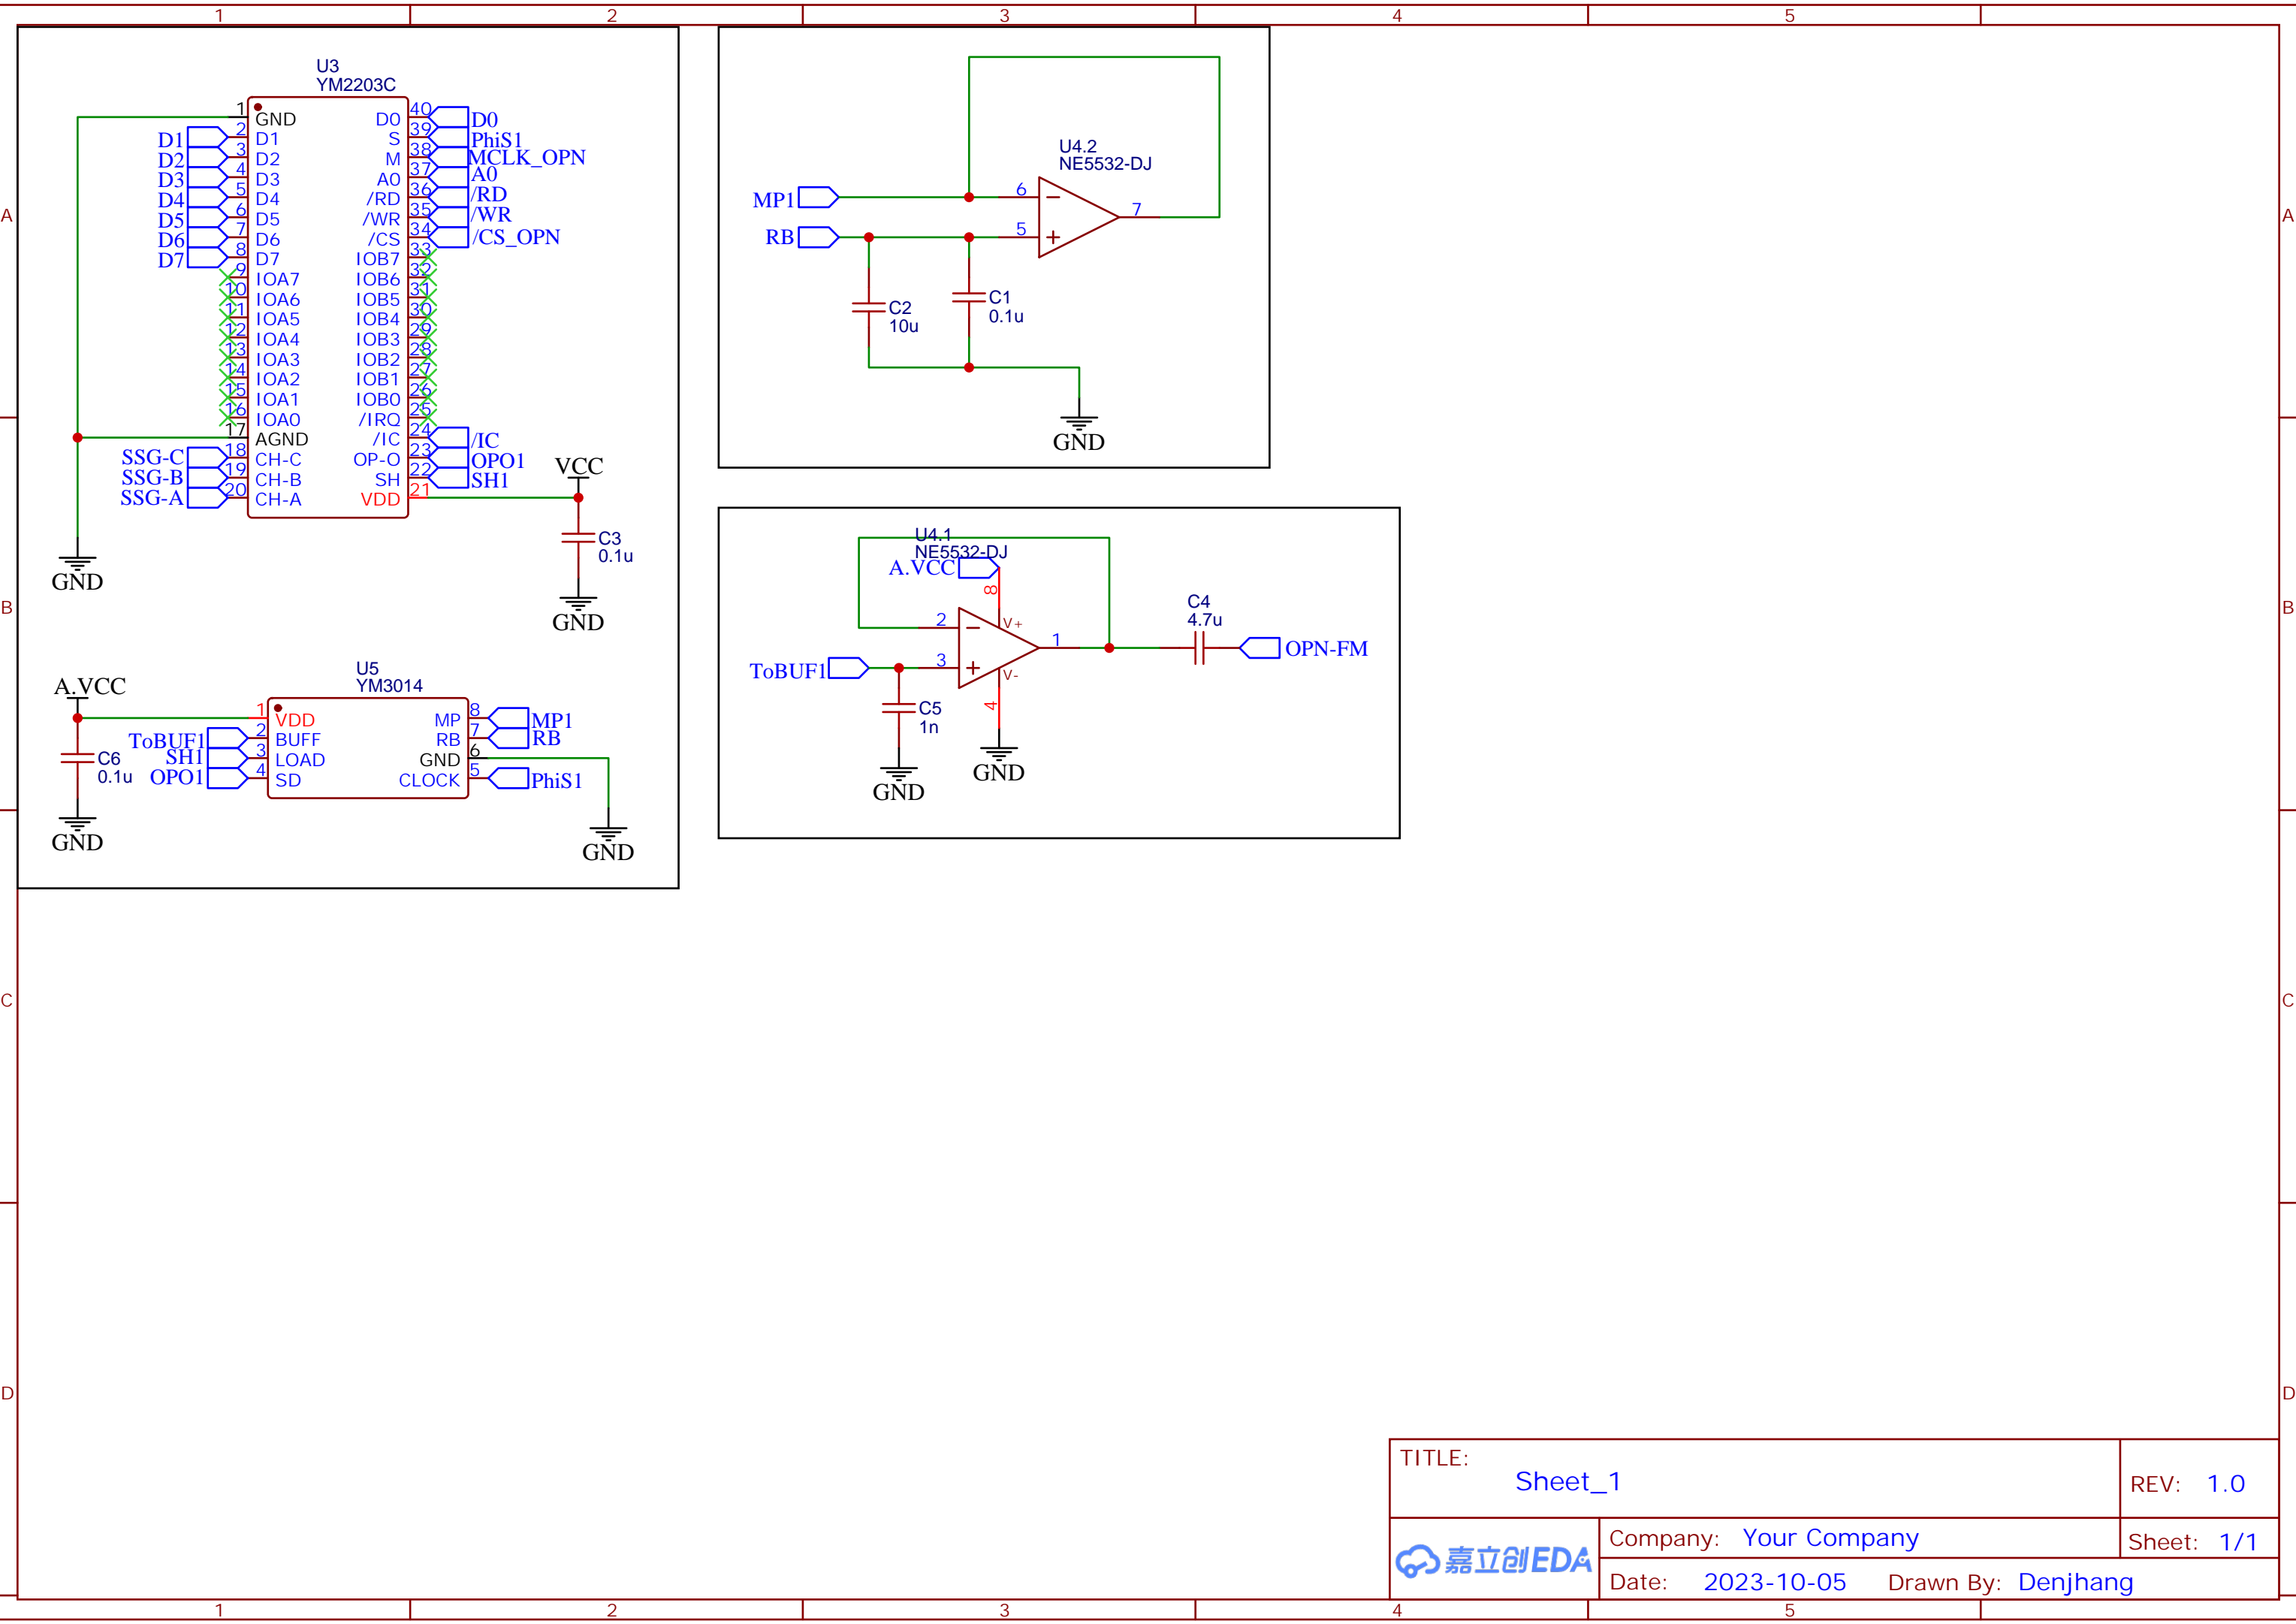 1 2 3 4 5
A
B
C
D
A
B
C
D
U3
YM2203C
1 GND
2 D1
3 D2
4 D3
5 D4
6 D5
7 D6
8 D7
9 IOA7
10 IOA6
11 IOA5
12 IOA4
13 IOA3
14 IOA2
15 IOA1
16 IOA0
17 AGND
18 CH-C
19 CH-B
20 CH-A
D1
D2
D3
D4
D5
D6
D7
SSG-C
SSG-B
SSG-A
D0 40
S 39
M 38
A0 37
/RD 36
/WR 35
/CS 34
IOB7 33
IOB6 32
IOB5 31
IOB4 30
IOB3 29
IOB2 28
IOB1 27
IOB0 26
/IRQ 25
/IC 24
OP-O 23
SH 22
VDD 21
D0
PhiS1
MCLK_OPN
A0
/RD
/WR
/CS_OPN
/IC
OPO1
SH1
VCC
C3
0.1u
GND
GND
U5
YM3014
A.VCC
C6
0.1u
GND
ToBUF1
SH1
OPO1
1 VDD
2 BUFF
3 LOAD
4 SD
MP 8
RB 7
GND 6
CLOCK 5
MP1
RB
PhiS1
GND
U4.2
NE5532-DJ
MP1
RB
6
5
7
C2
10u
C1
0.1u
GND
U4.1
NE5532-DJ
A.VCC
8
V+
2
3
1
V-
4
ToBUF1
C5
1n
GND
GND
C4
4.7u
OPN-FM
TITLE:
Sheet_1
REV: 1.0
嘉立创EDA
Company: Your Company
Sheet: 1/1
Date: 2023-10-05 Drawn By: Denjhang
1 2 3 4 5